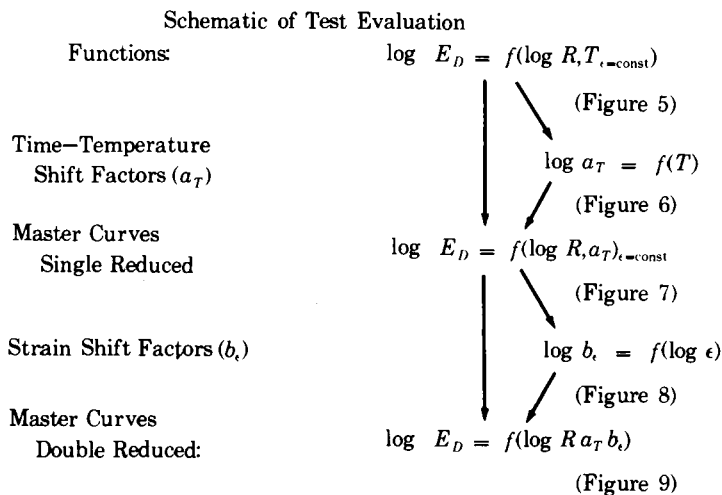 Schematic of Test Evaluation
Functions: log E_D = f(log R, T_ϵ=const)
(Figure 5)
Time–Temperature
Shift Factors (a_T) log a_T = f(T)
(Figure 6)
Master Curves
Single Reduced log E_D = f(log R, a_T)_ϵ=const
(Figure 7)
Strain Shift Factors (b_ϵ) log b_ϵ = f(log ϵ)
(Figure 8)
Master Curves
Double Reduced: log E_D = f(log R a_T b_ϵ)
(Figure 9)